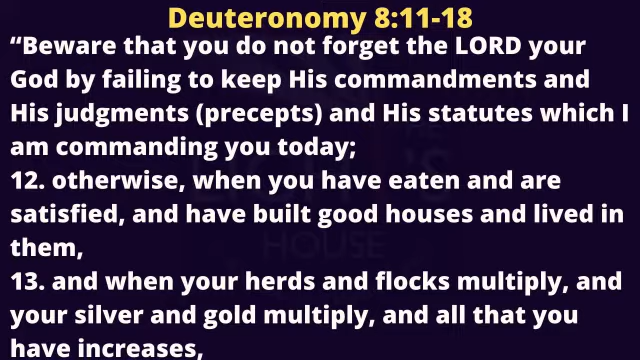 Deuteronomy 8:11-18
“Beware that you do not forget the LORD your
God by failing to keep His commandments and
His judgments (precepts) and His statutes which I
am commanding you today;
12. otherwise, when you have eaten and are
satisfied, and have built good houses and lived in
them,
HOUSE
13. and when your herds and flocks multiply, and
your silver and gold multiply, and all that you
have increases,